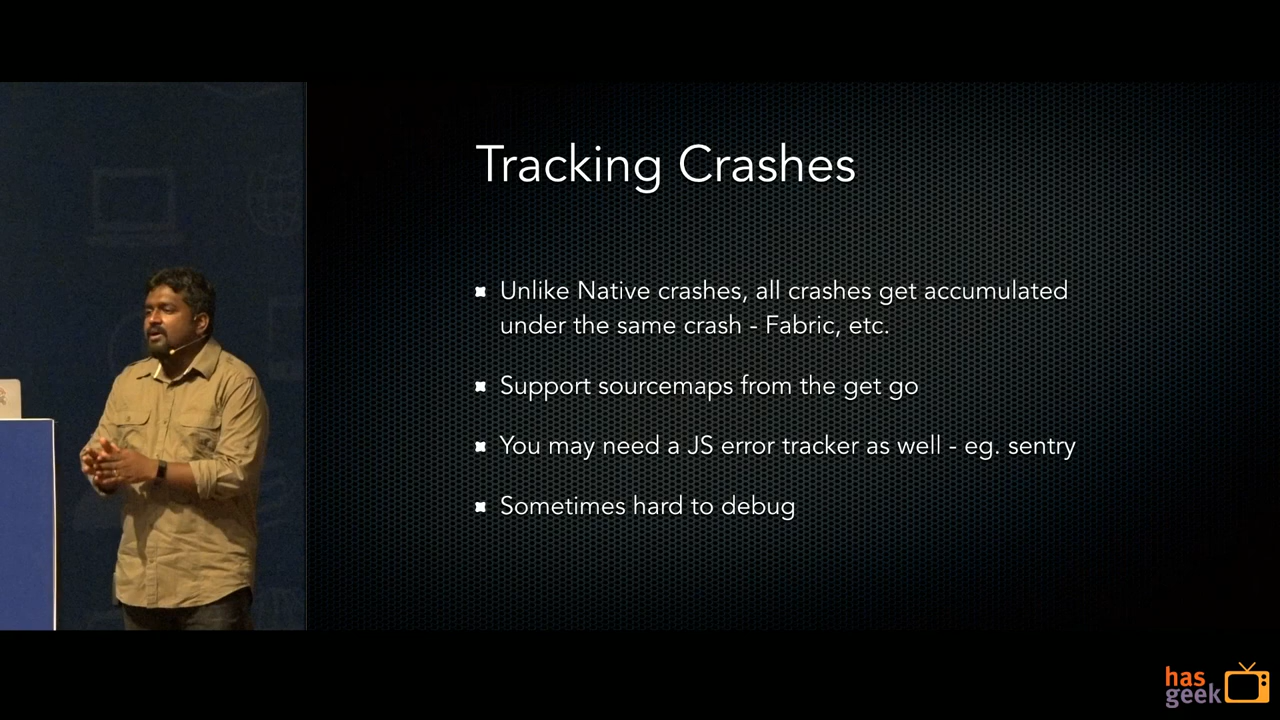 Tracking Crashes
Unlike Native crashes, all crashes get accumulated
under the same crash - Fabric, etc.
Support sourcemaps from the get go
You may need a JS error tracker as well - eg. sentry
Sometimes hard to debug
has
geek